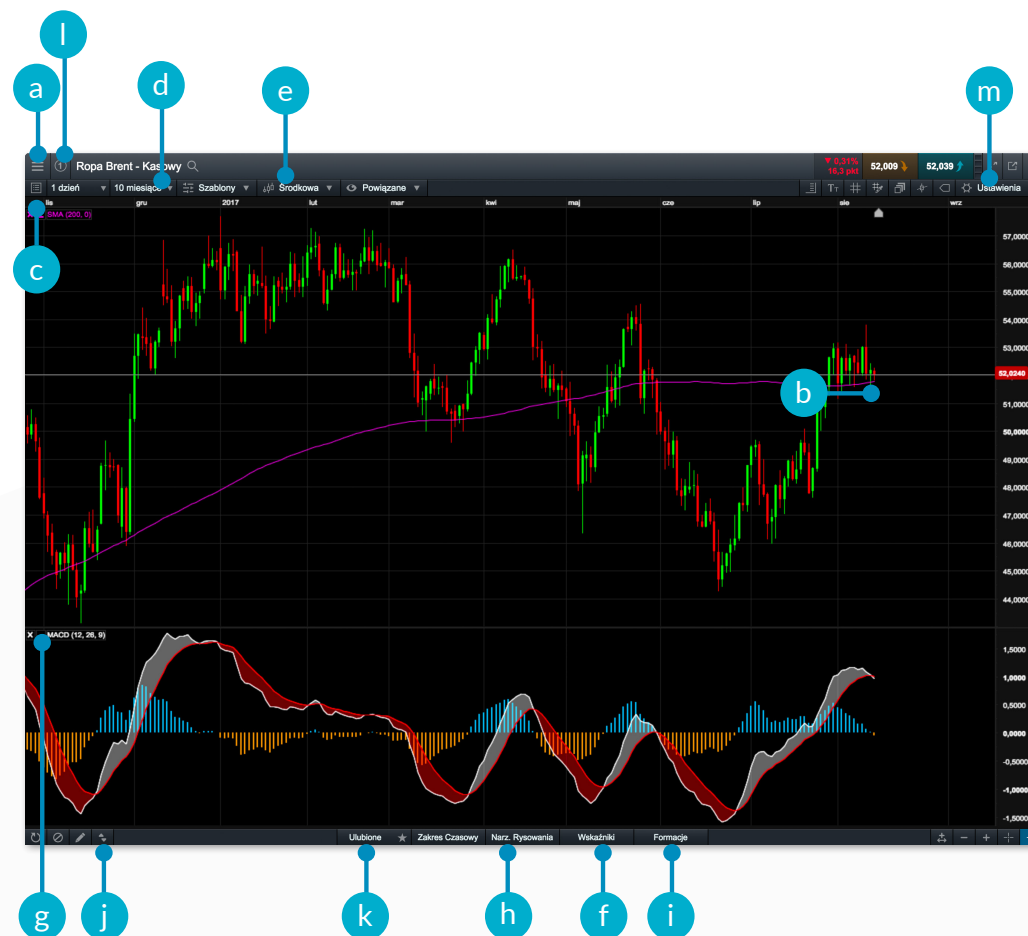 l
a
d
e
m
1 Ropa Brent - Kasowy
▼ 0,31%
16,3 pkt
52,009
52,039
1 dzień ▼ 10 miesięcy ▼ Szablony ▼ Środkowa ▼ Powiązane ▼ Ustawienia
lis gru 2017 lut mar kwi maj cze lip sie wrz
SMA (200, 0)
c
57,0000
56,0000
55,0000
54,0000
53,0000
52,0240
b
51,0000
50,0000
49,0000
48,0000
47,0000
46,0000
45,0000
44,0000
X MACD (12, 26, 9)
1,5000
1,0000
0,5000
0,0000
-0,5000
-1,0000
-1,5000
Ulubione ★ Zakres Czasowy Narz. Rysowania Wskaźniki Formacje
g
j
k
h
f
i